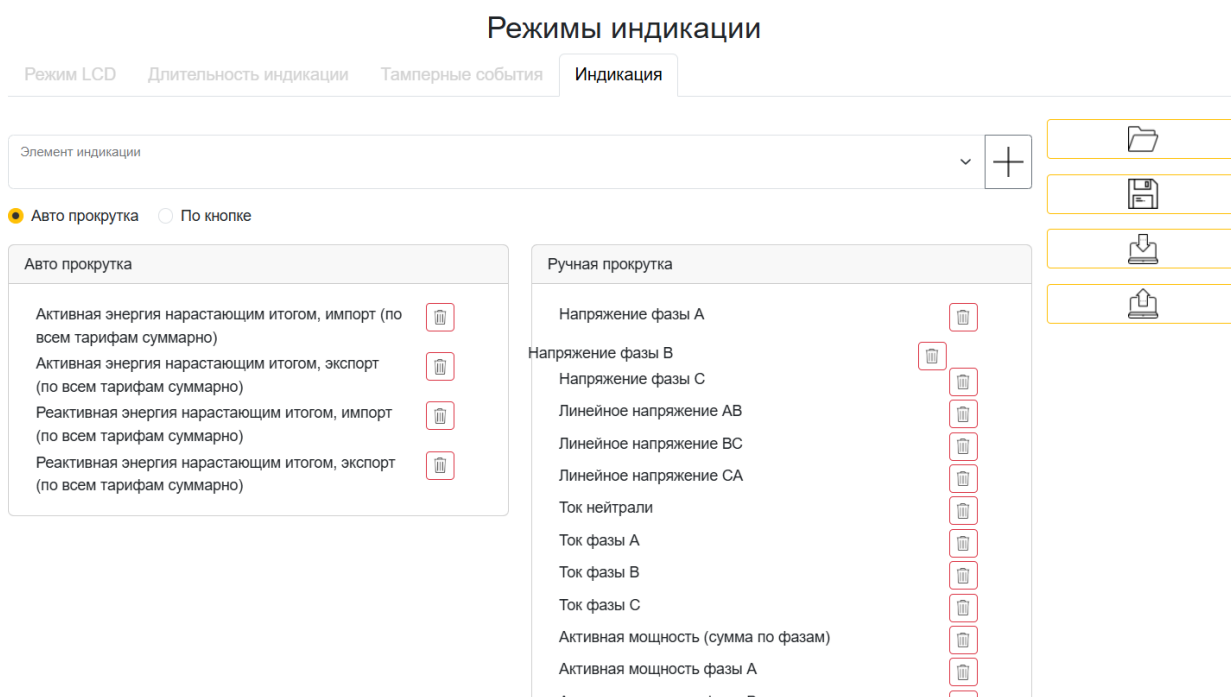 Режимы индикации
Режим LCD
Длительность индикации
Тамперные события
Индикация
Элемент индикации
Авто прокрутка
По кнопке
Авто прокрутка
Активная энергия нарастающим итогом, импорт (по
всем тарифам суммарно)
Активная энергия нарастающим итогом, экспорт
(по всем тарифам суммарно)
Реактивная энергия нарастающим итогом, импорт
(по всем тарифам суммарно)
Реактивная энергия нарастающим итогом, экспорт
(по всем тарифам суммарно)
Ручная прокрутка
Напряжение фазы А
Напряжение фазы В
Напряжение фазы С
Линейное напряжение АВ
Линейное напряжение ВС
Линейное напряжение СА
Ток нейтрали
Ток фазы А
Ток фазы В
Ток фазы С
Активная мощность (сумма по фазам)
Активная мощность фазы А